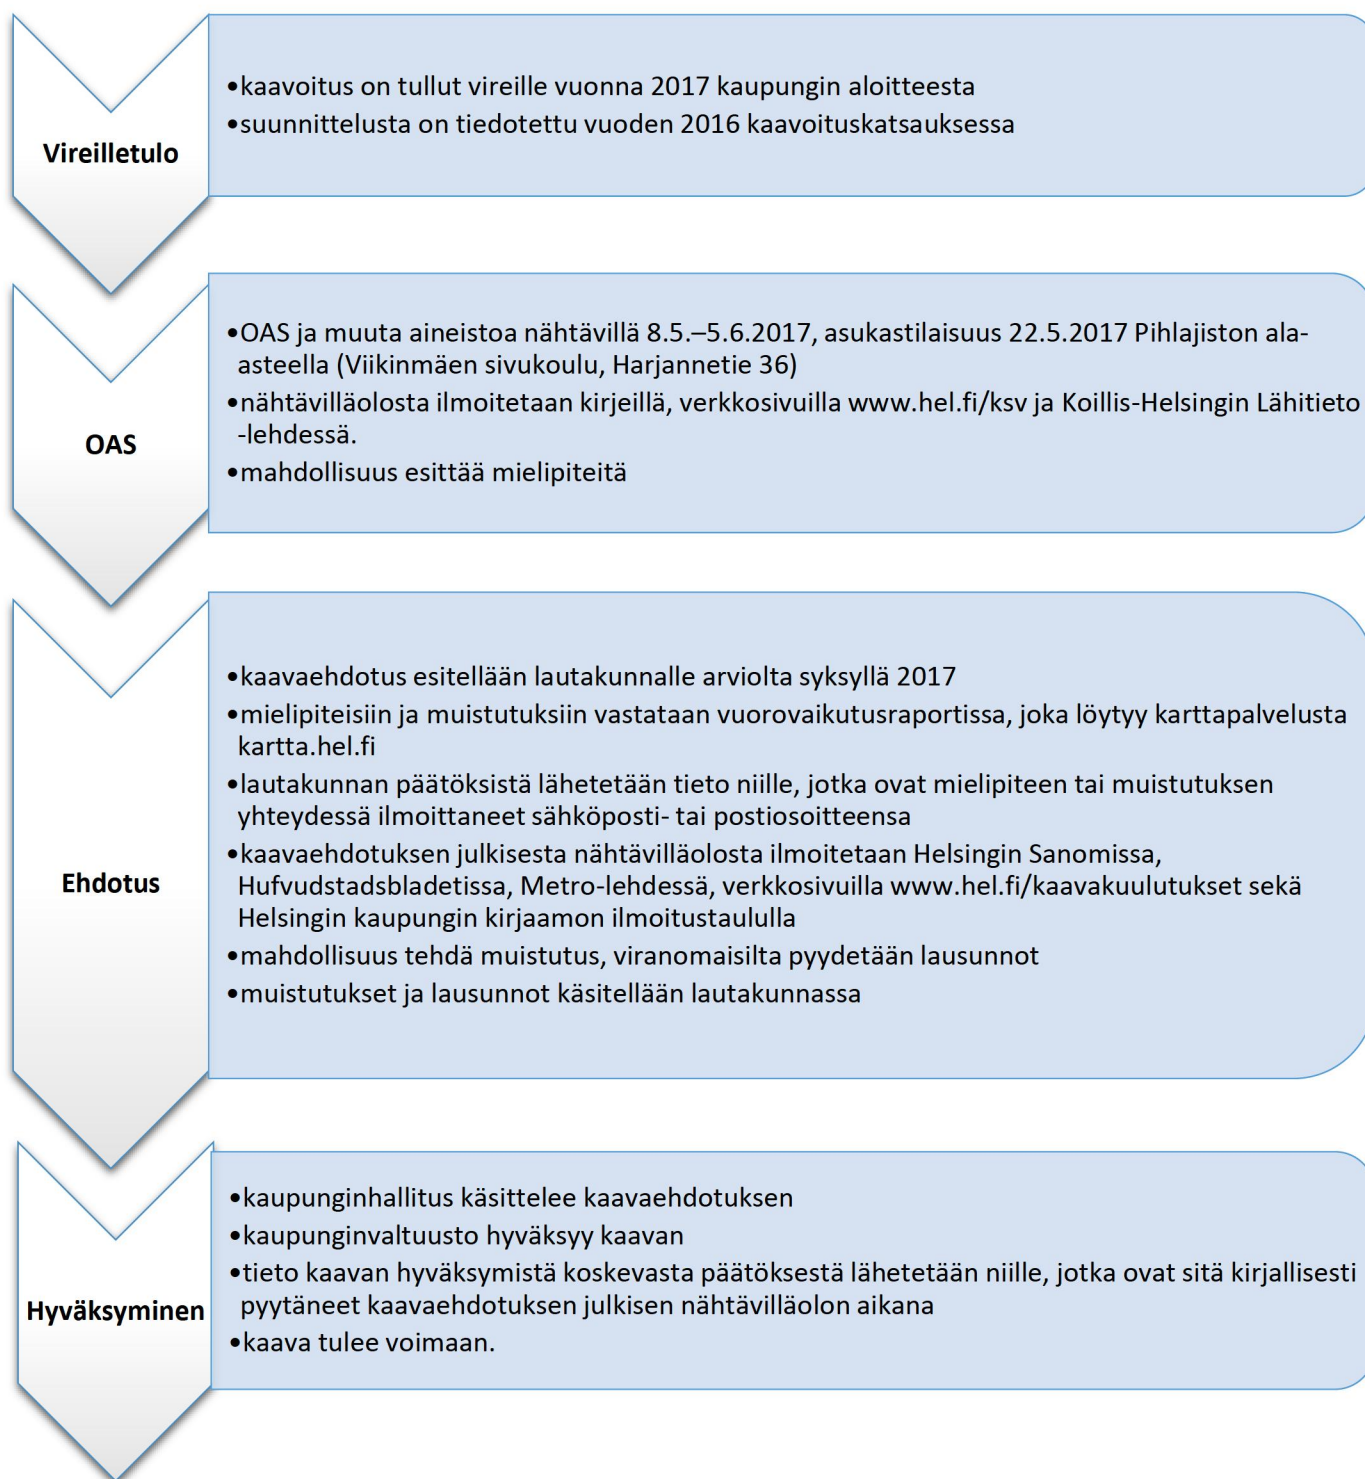 Vireilletulo
•kaavoitus on tullut vireille vuonna 2017 kaupungin aloitteesta
•suunnittelusta on tiedotettu vuoden 2016 kaavoituskatsauksessa
OAS
•OAS ja muuta aineistoa nähtävillä 8.5.–5.6.2017, asukastilaisuus 22.5.2017 Pihlajiston ala-
asteella (Viikinmäen sivukoulu, Harjannetie 36)
•nähtävilläolosta ilmoitetaan kirjeillä, verkkosivuilla www.hel.fi/ksv ja Koillis-Helsingin Lähitieto
-lehdessä.
•mahdollisuus esittää mielipiteitä
Ehdotus
•kaavaehdotus esitellään lautakunnalle arviolta syksyllä 2017
•mielipiteisiin ja muistutuksiin vastataan vuorovaikutusraportissa, joka löytyy karttapalvelusta
kartta.hel.fi
•lautakunnan päätöksistä lähetetään tieto niille, jotka ovat mielipiteen tai muistutuksen
yhteydessä ilmoittaneet sähköposti- tai postiosoitteensa
•kaavaehdotuksen julkisesta nähtävilläolosta ilmoitetaan Helsingin Sanomissa,
Hufvudstadsbladetissa, Metro-lehdessä, verkkosivuilla www.hel.fi/kaavakuulutukset sekä
Helsingin kaupungin kirjaamon ilmoitustaululla
•mahdollisuus tehdä muistutus, viranomaisilta pyydetään lausunnot
•muistutukset ja lausunnot käsitellään lautakunnassa
Hyväksyminen
•kaupunginhallitus käsittelee kaavaehdotuksen
•kaupunginvaltuusto hyväksyy kaavan
•tieto kaavan hyväksymistä koskevasta päätöksestä lähetetään niille, jotka ovat sitä kirjallisesti
pyytäneet kaavaehdotuksen julkisen nähtävilläolon aikana
•kaava tulee voimaan.